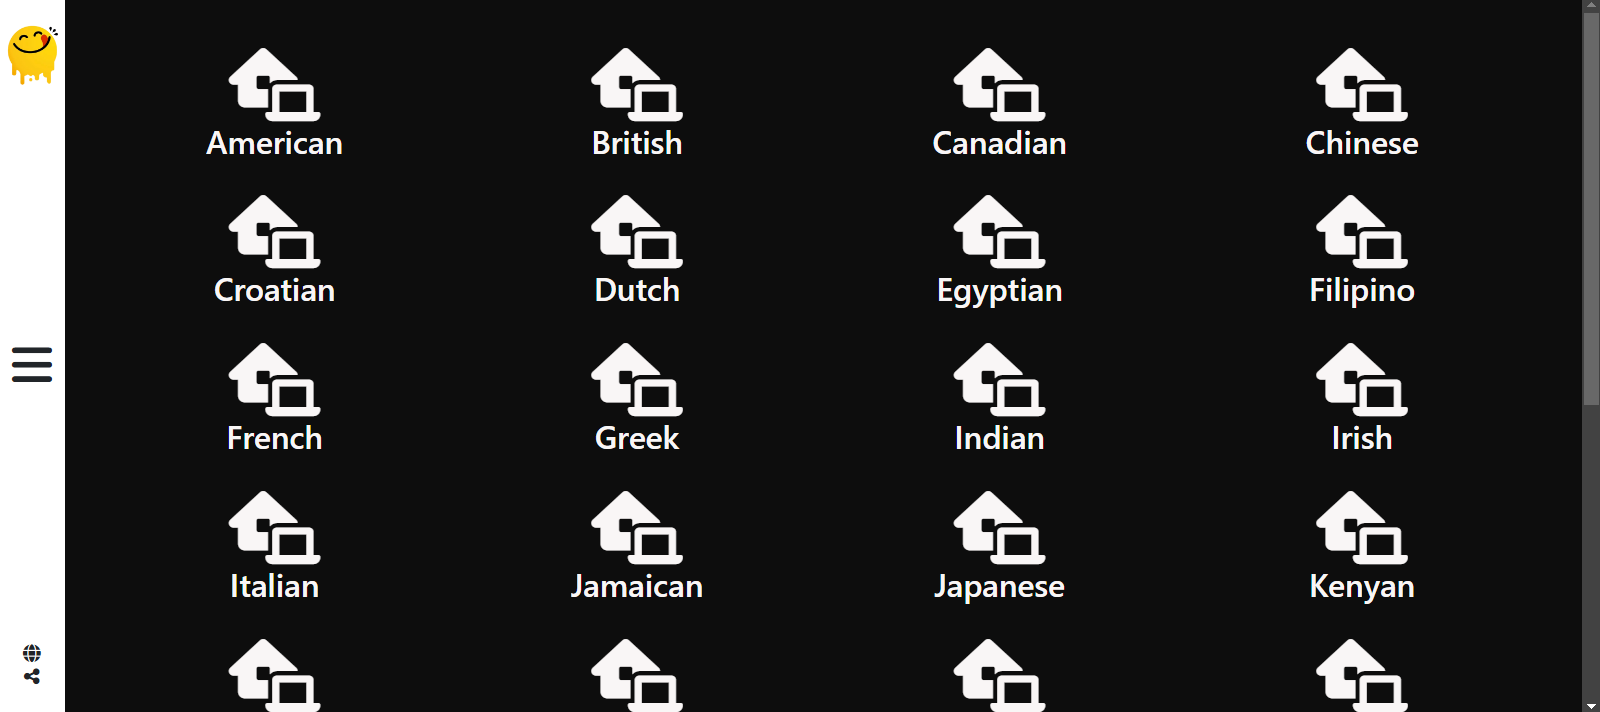 American
British
Canadian
Chinese
Croatian
Dutch
Egyptian
Filipino
French
Greek
Indian
Irish
Italian
Jamaican
Japanese
Kenyan